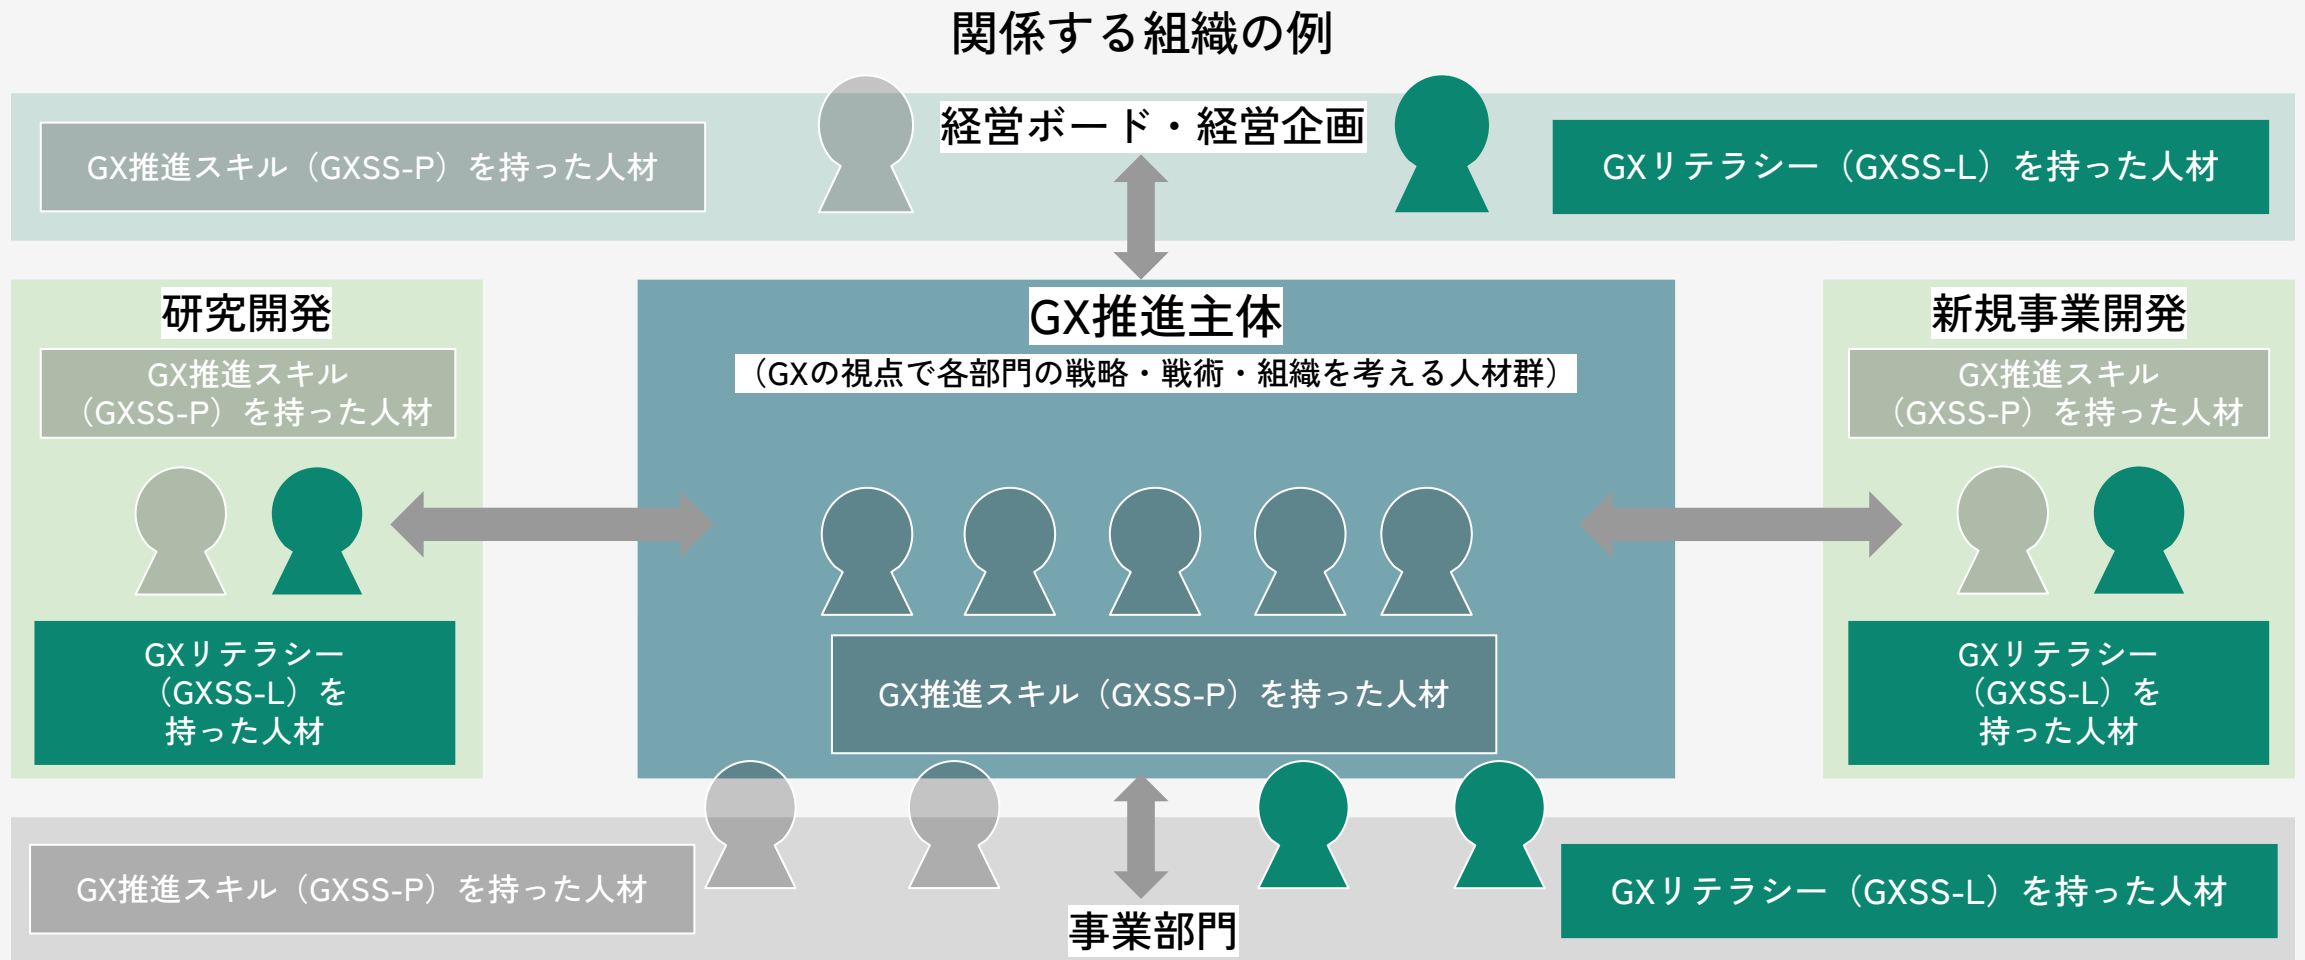 関係する組織の例
経営ボード・経営企画
GX推進スキル（GXSS-P）を持った人材
GXリテラシー（GXSS-L）を持った人材
研究開発
GX推進スキル
（GXSS-P）を持った人材
GXリテラシー
（GXSS-L）を
持った人材
GX推進主体
（GXの視点で各部門の戦略・戦術・組織を考える人材群）
GX推進スキル（GXSS-P）を持った人材
新規事業開発
GX推進スキル
（GXSS-P）を持った人材
GXリテラシー
（GXSS-L）を
持った人材
GX推進スキル（GXSS-P）を持った人材
GXリテラシー（GXSS-L）を持った人材
事業部門